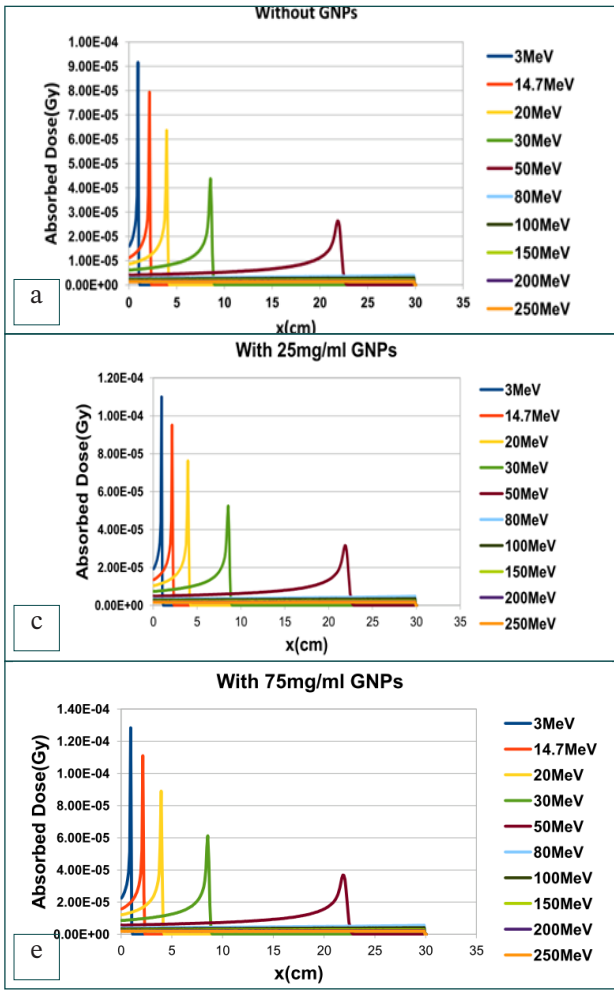 Without GNPs
Absorbed Dose(Gy)
1.00E-04
9.00E-05
8.00E-05
7.00E-05
6.00E-05
5.00E-05
4.00E-05
3.00E-05
2.00E-05
1.00E-05
0.00E+00
0 5 10 15 20 25 30 35
x(cm)
3MeV
14.7MeV
20MeV
30MeV
50MeV
80MeV
100MeV
150MeV
200MeV
250MeV
a
With 25mg/ml GNPs
Absorbed Dose(Gy)
1.20E-04
1.00E-04
8.00E-05
6.00E-05
4.00E-05
2.00E-05
0.00E+00
0 5 10 15 20 25 30 35
x(cm)
3MeV
14.7MeV
20MeV
30MeV
50MeV
80MeV
100MeV
150MeV
200MeV
250MeV
c
With 75mg/ml GNPs
Absorbed Dose(Gy)
1.40E-04
1.20E-04
1.00E-04
8.00E-05
6.00E-05
4.00E-05
2.00E-05
0.00E+00
0 5 10 15 20 25 30 35
x(cm)
3MeV
14.7MeV
20MeV
30MeV
50MeV
80MeV
100MeV
150MeV
200MeV
250MeV
e